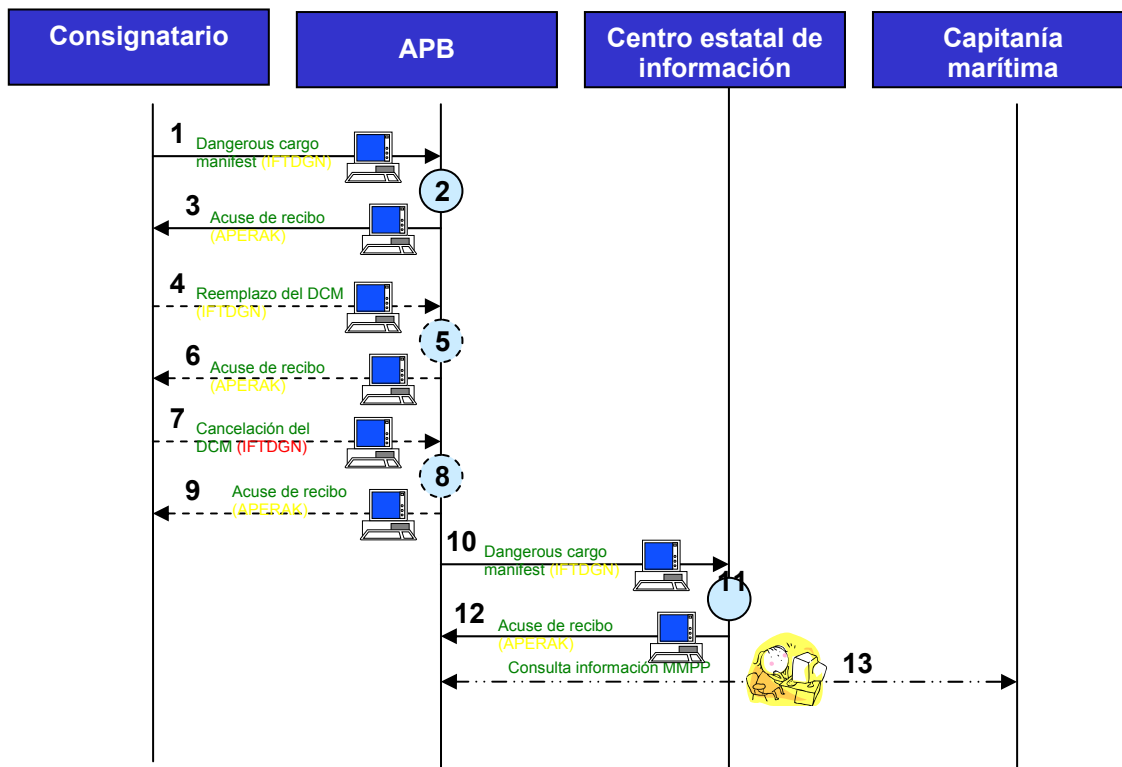 Consignatario
APB
Centro estatal de
información
Capitanía
marítima
1
Dangerous cargo
manifest (IFTDGN)
2
3
Acuse de recibo
(APERAK)
4
Reemplazo del DCM
(IFTDGN)
5
6
Acuse de recibo
(APERAK)
7
Cancelación del
DCM (IFTDGN)
8
9
Acuse de recibo
(APERAK)
10
Dangerous cargo
manifest (IFTDGN)
11
12
Acuse de recibo
(APERAK)
Consulta información MMPP
13